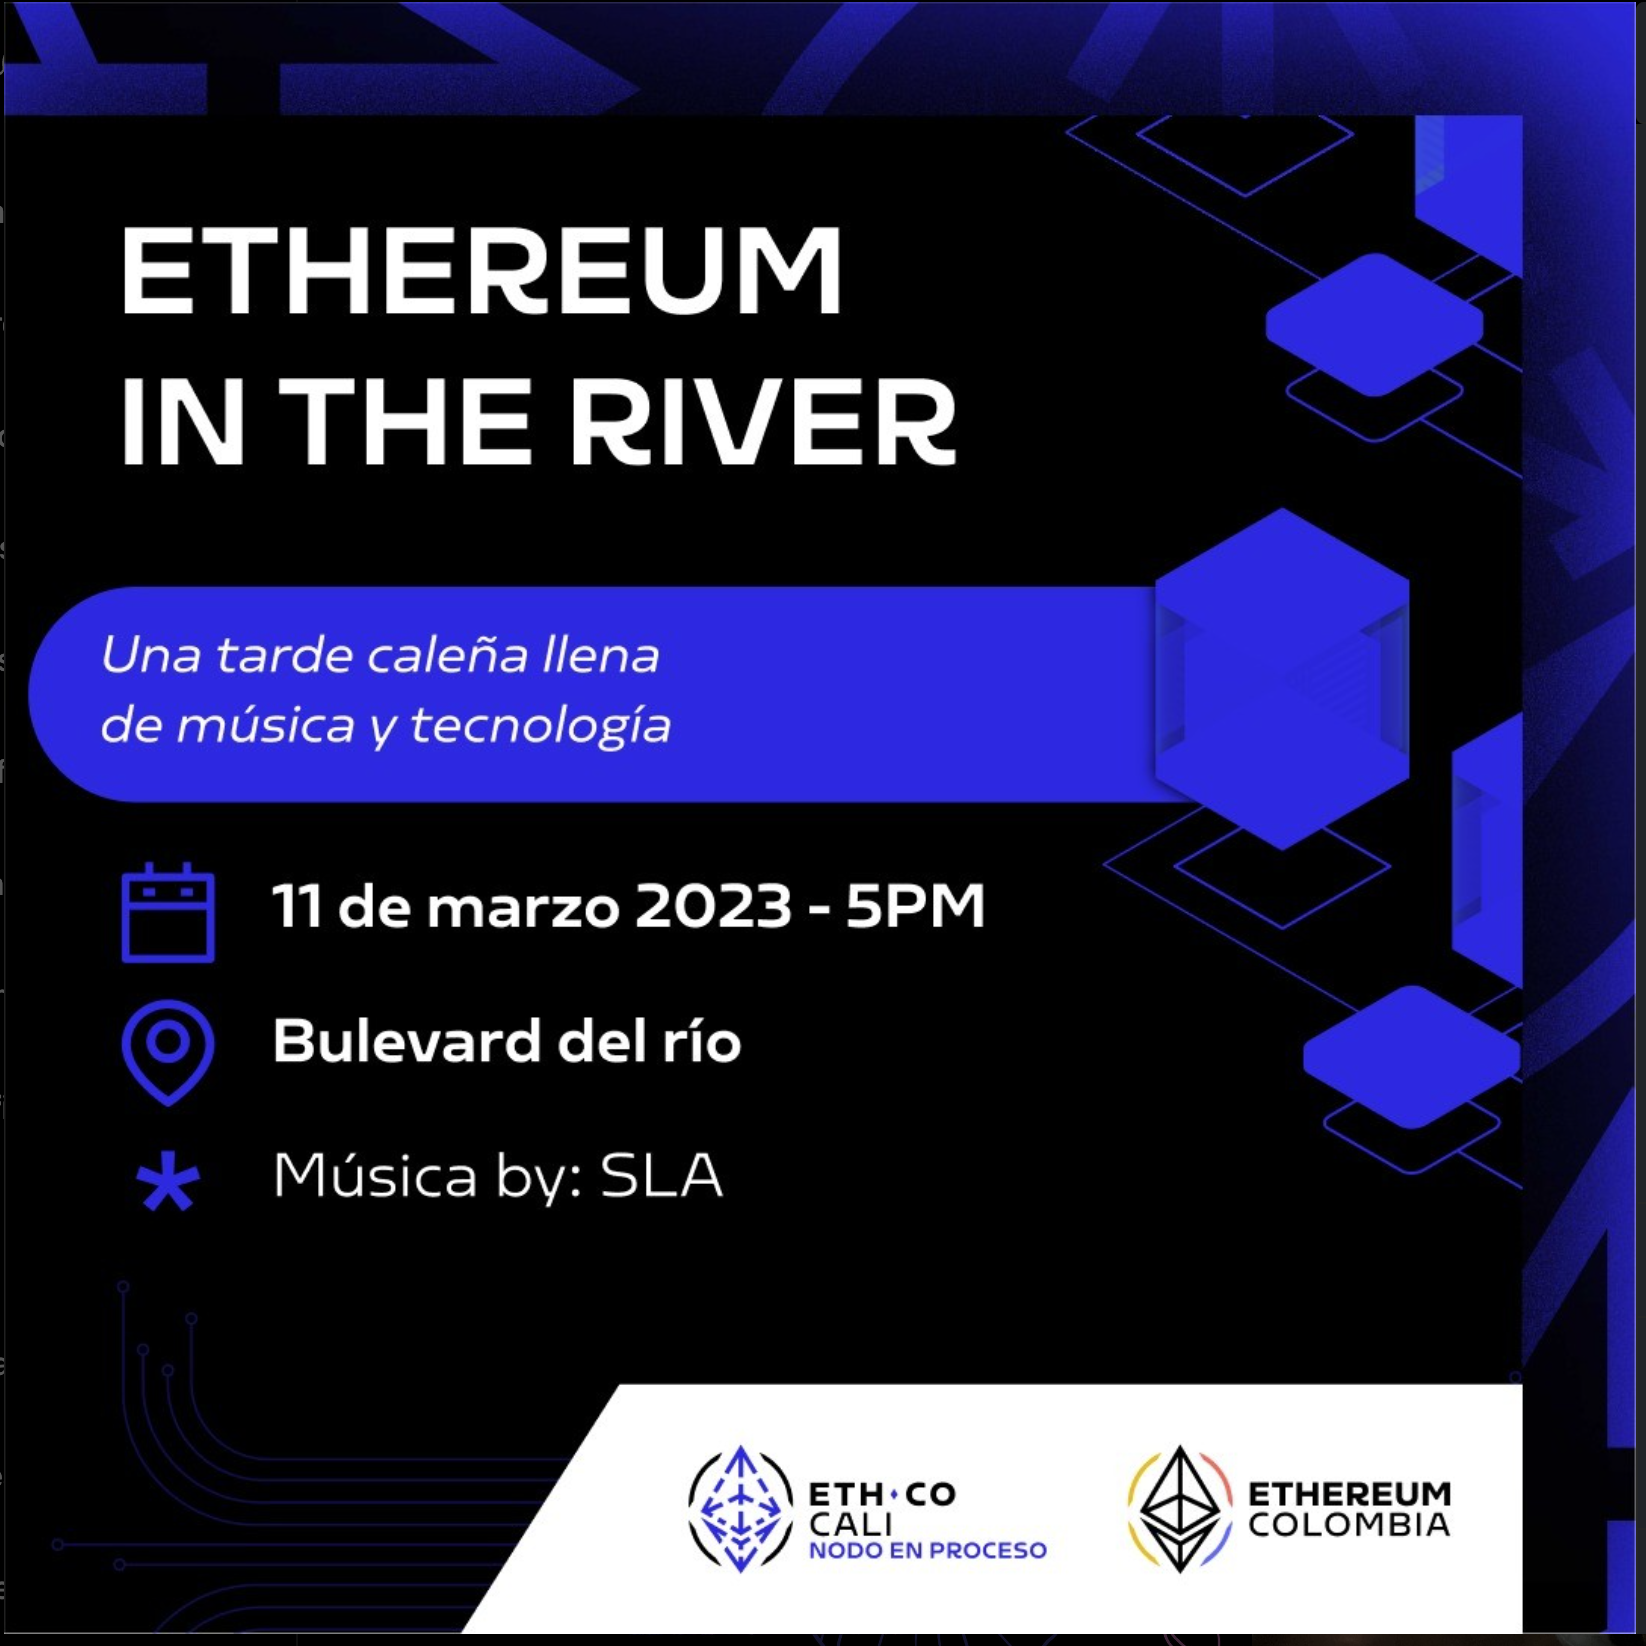 ETHEREUM
IN THE RIVER
Una tarde caleña llena
de música y tecnología
11 de marzo 2023 - 5PM
Bulevard del río
* Música by: SLA
ETH♦CO
CALI
NODO EN PROCESO
ETHEREUM
COLOMBIA